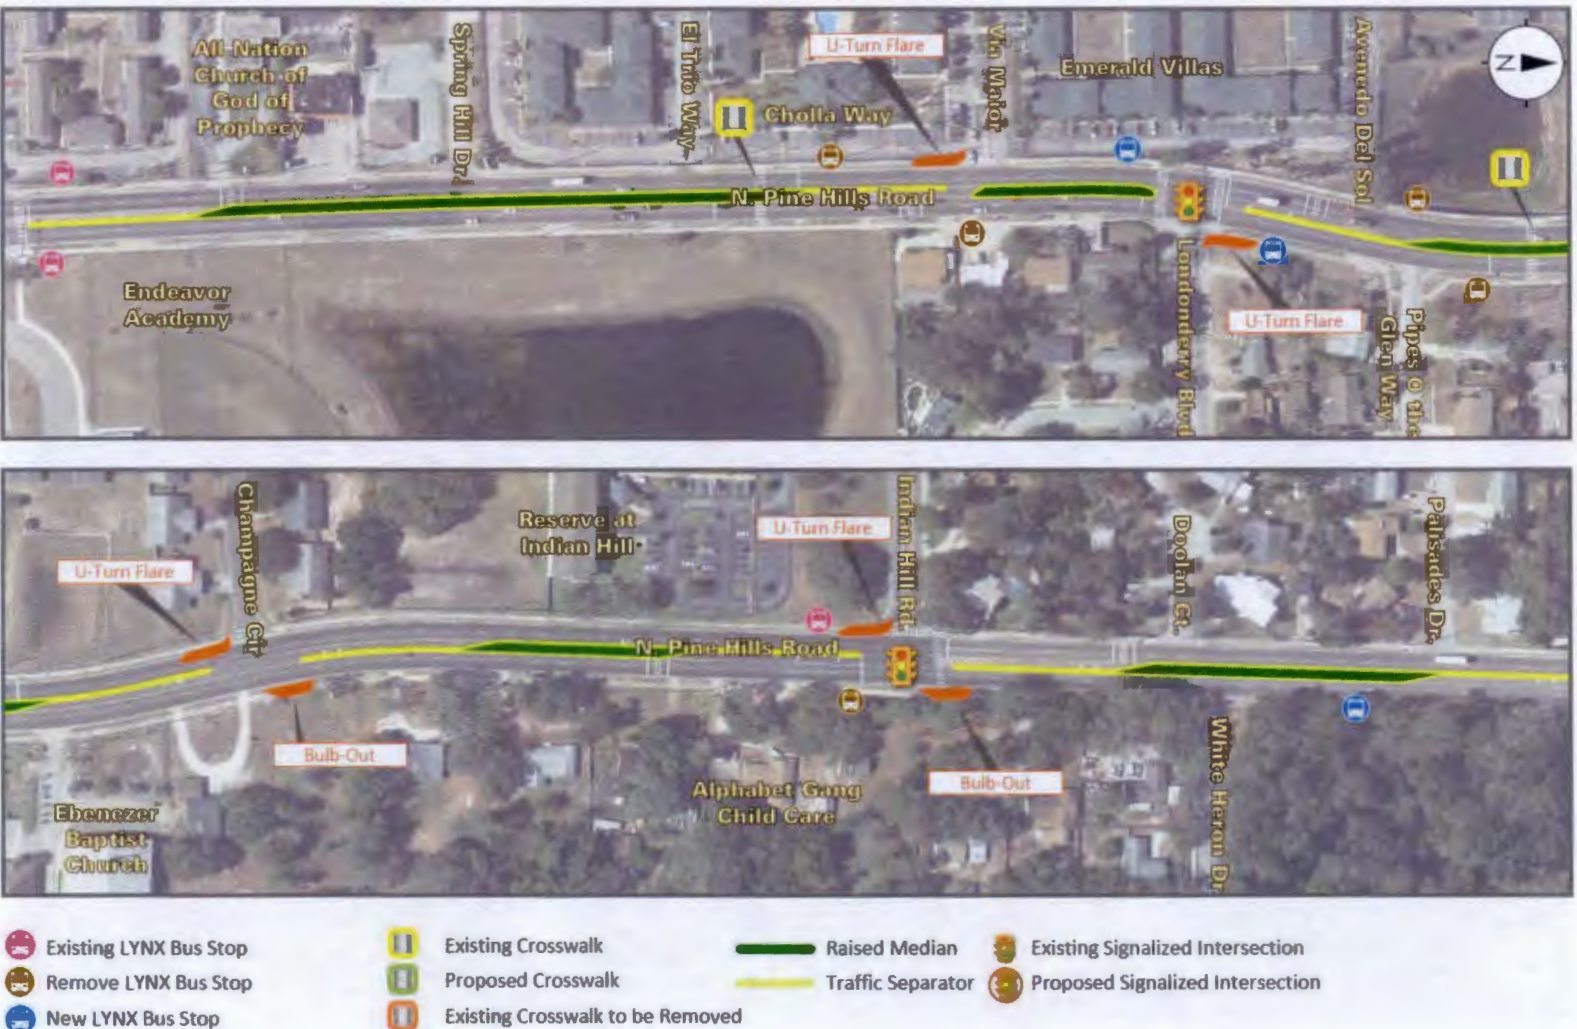 All Nation
Church of
God of
Prophecy
Spring Hill Dr.
El Trio Way
Cholla Way
U-Turn Flare
Via Maior
Emerald Villas
Avenedo Del Sol
N
N. Pine Hills Road
Endeavor
Academy
Londonderry Blvd
U-Turn Flare
Pipes O the
Glen Way
Champagne Cir.
U-Turn Flare
Reserve at
Indian Hill
U-Turn Flare
Indian Hill Rd.
Doolan Ct.
Palisades Dr.
N. Pine Hills Road
Bulb-Out
Ebenezer
Baptist
Church
Alphabet Gang
Child Care
Bulb-Out
White Heron Dr.
Existing LYNX Bus Stop
Remove LYNX Bus Stop
New LYNX Bus Stop
Existing Crosswalk
Proposed Crosswalk
Existing Crosswalk to be Removed
Raised Median
Traffic Separator
Existing Signalized Intersection
Proposed Signalized Intersection